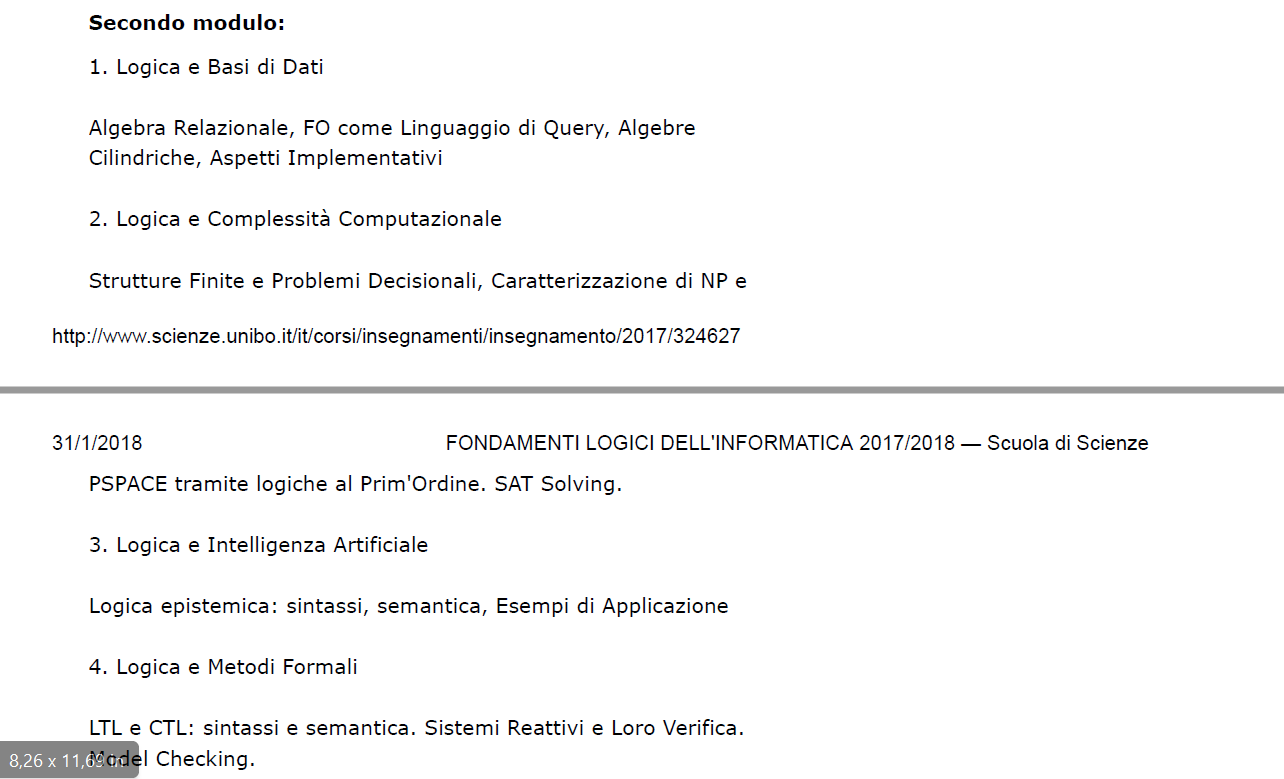 Secondo modulo:
1. Logica e Basi di Dati
Algebra Relazionale, FO come Linguaggio di Query, Algebre
Cilindriche, Aspetti Implementativi
2. Logica e Complessità Computazionale
Strutture Finite e Problemi Decisionali, Caratterizzazione di NP e
http://www.scienze.unibo.it/it/corsi/insegnamenti/insegnamento/2017/324627
31/1/2018 FONDAMENTI LOGICI DELL'INFORMATICA 2017/2018 — Scuola di Scienze
PSPACE tramite logiche al Prim'Ordine. SAT Solving.
3. Logica e Intelligenza Artificiale
Logica epistemica: sintassi, semantica, Esempi di Applicazione
4. Logica e Metodi Formali
LTL e CTL: sintassi e semantica. Sistemi Reattivi e Loro Verifica.
Model Checking.
8,26 x 11,69 in